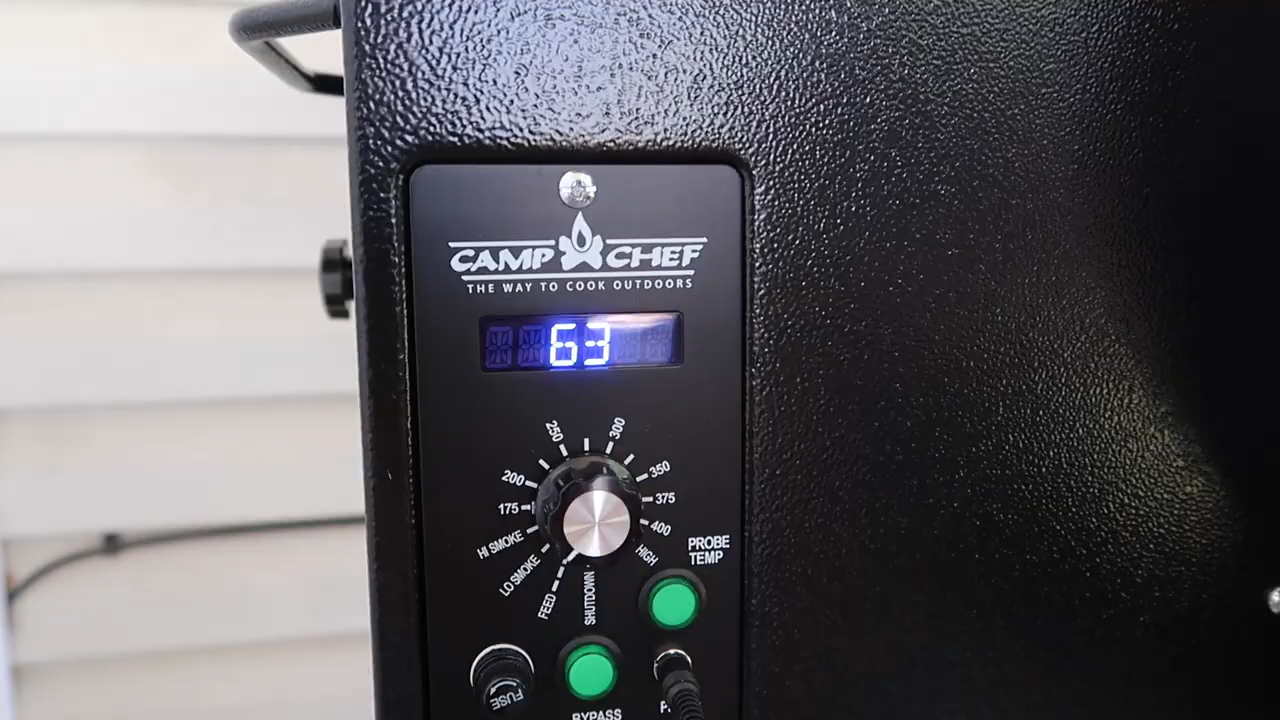 CAMP CHEF
THE WAY TO COOK OUTDOORS
63
250
300
200
350
175
375
400
HI SMOKE
HIGH
LO SMOKE
FEED
SHUTDOWN
PROBE
TEMP
FUSE
BYPASS